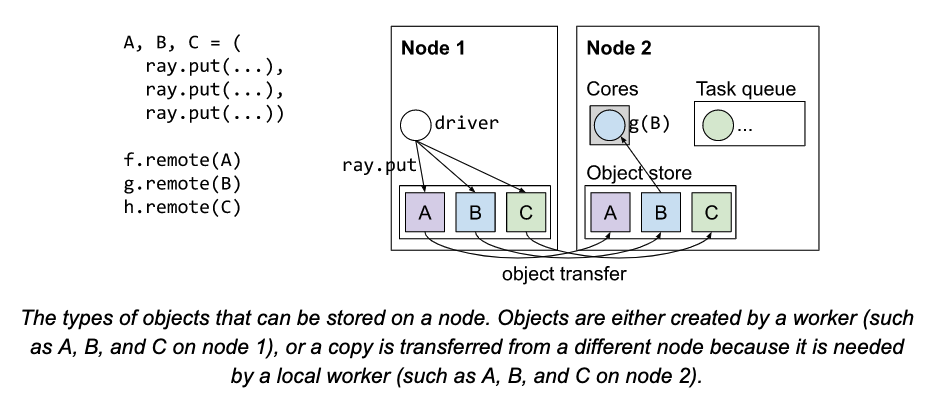 A, B, C = (
ray.put(...),
ray.put(...),
ray.put(...))
f.remote(A)
g.remote(B)
h.remote(C)
Node 1
driver
ray.put
A B C
Node 2
Cores
g(B)
Task queue
...
Object store
A B C
object transfer
The types of objects that can be stored on a node. Objects are either created by a worker (such
as A, B, and C on node 1), or a copy is transferred from a different node because it is needed
by a local worker (such as A, B, and C on node 2).